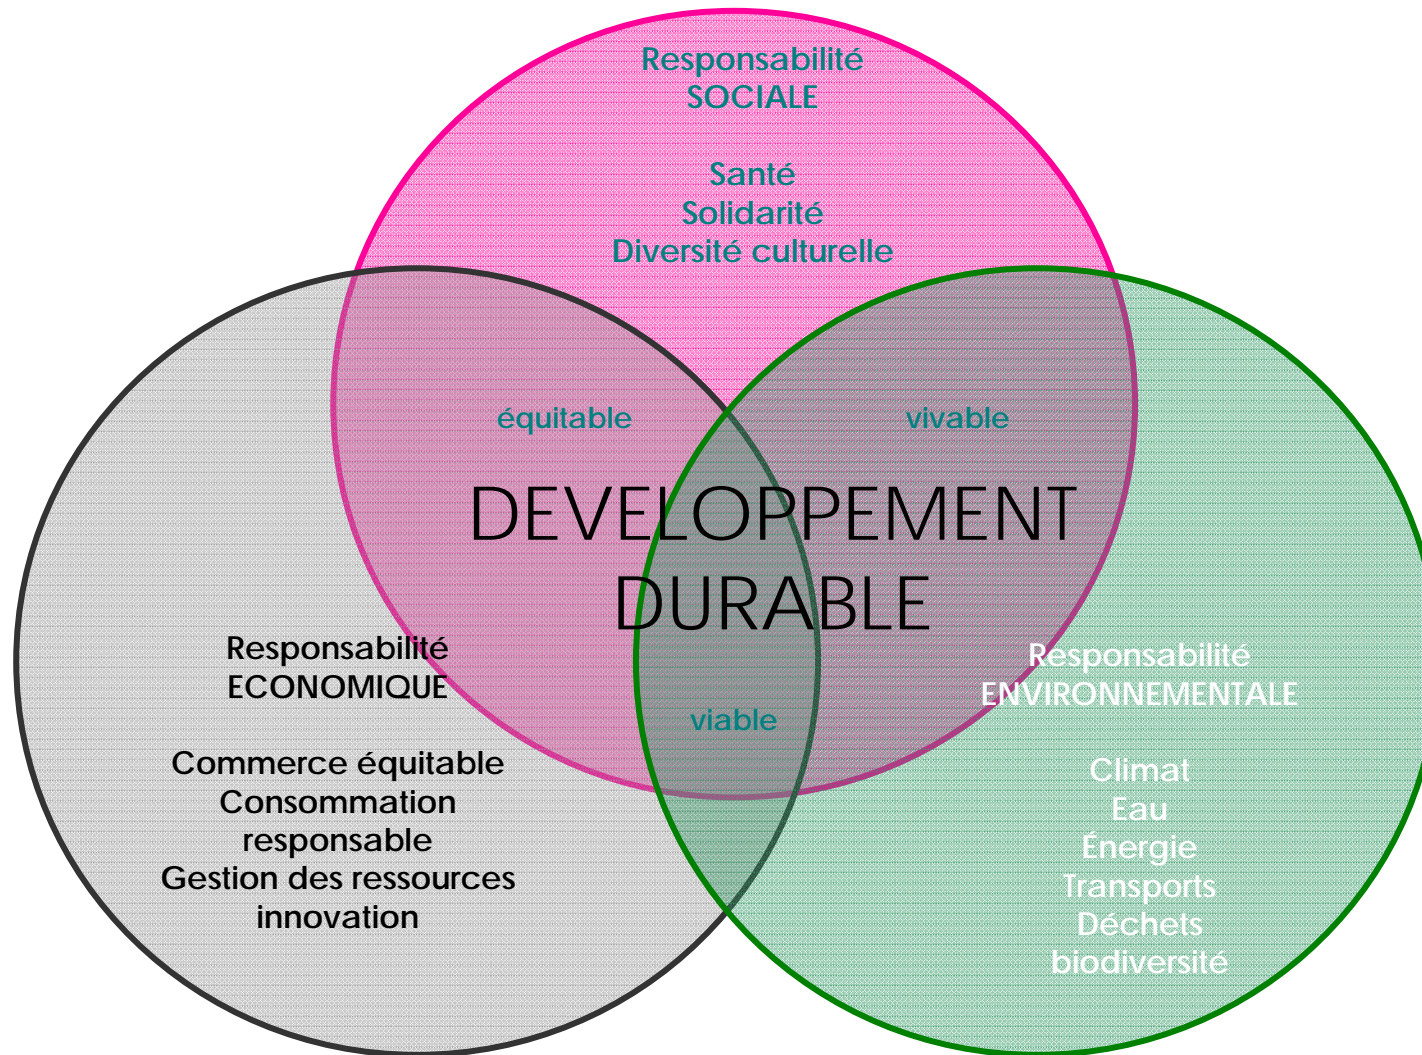 Responsabilité
SOCIALE
Santé
Solidarité
Diversité culturelle
équitable
vivable
DEVELOPPEMENT
DURABLE
Responsabilité
ECONOMIQUE
Commerce équitable
Consommation
responsable
Gestion des ressources
innovation
viable
Responsabilité
ENVIRONNEMENTALE
Climat
Eau
Énergie
Transports
Déchets
biodiversité